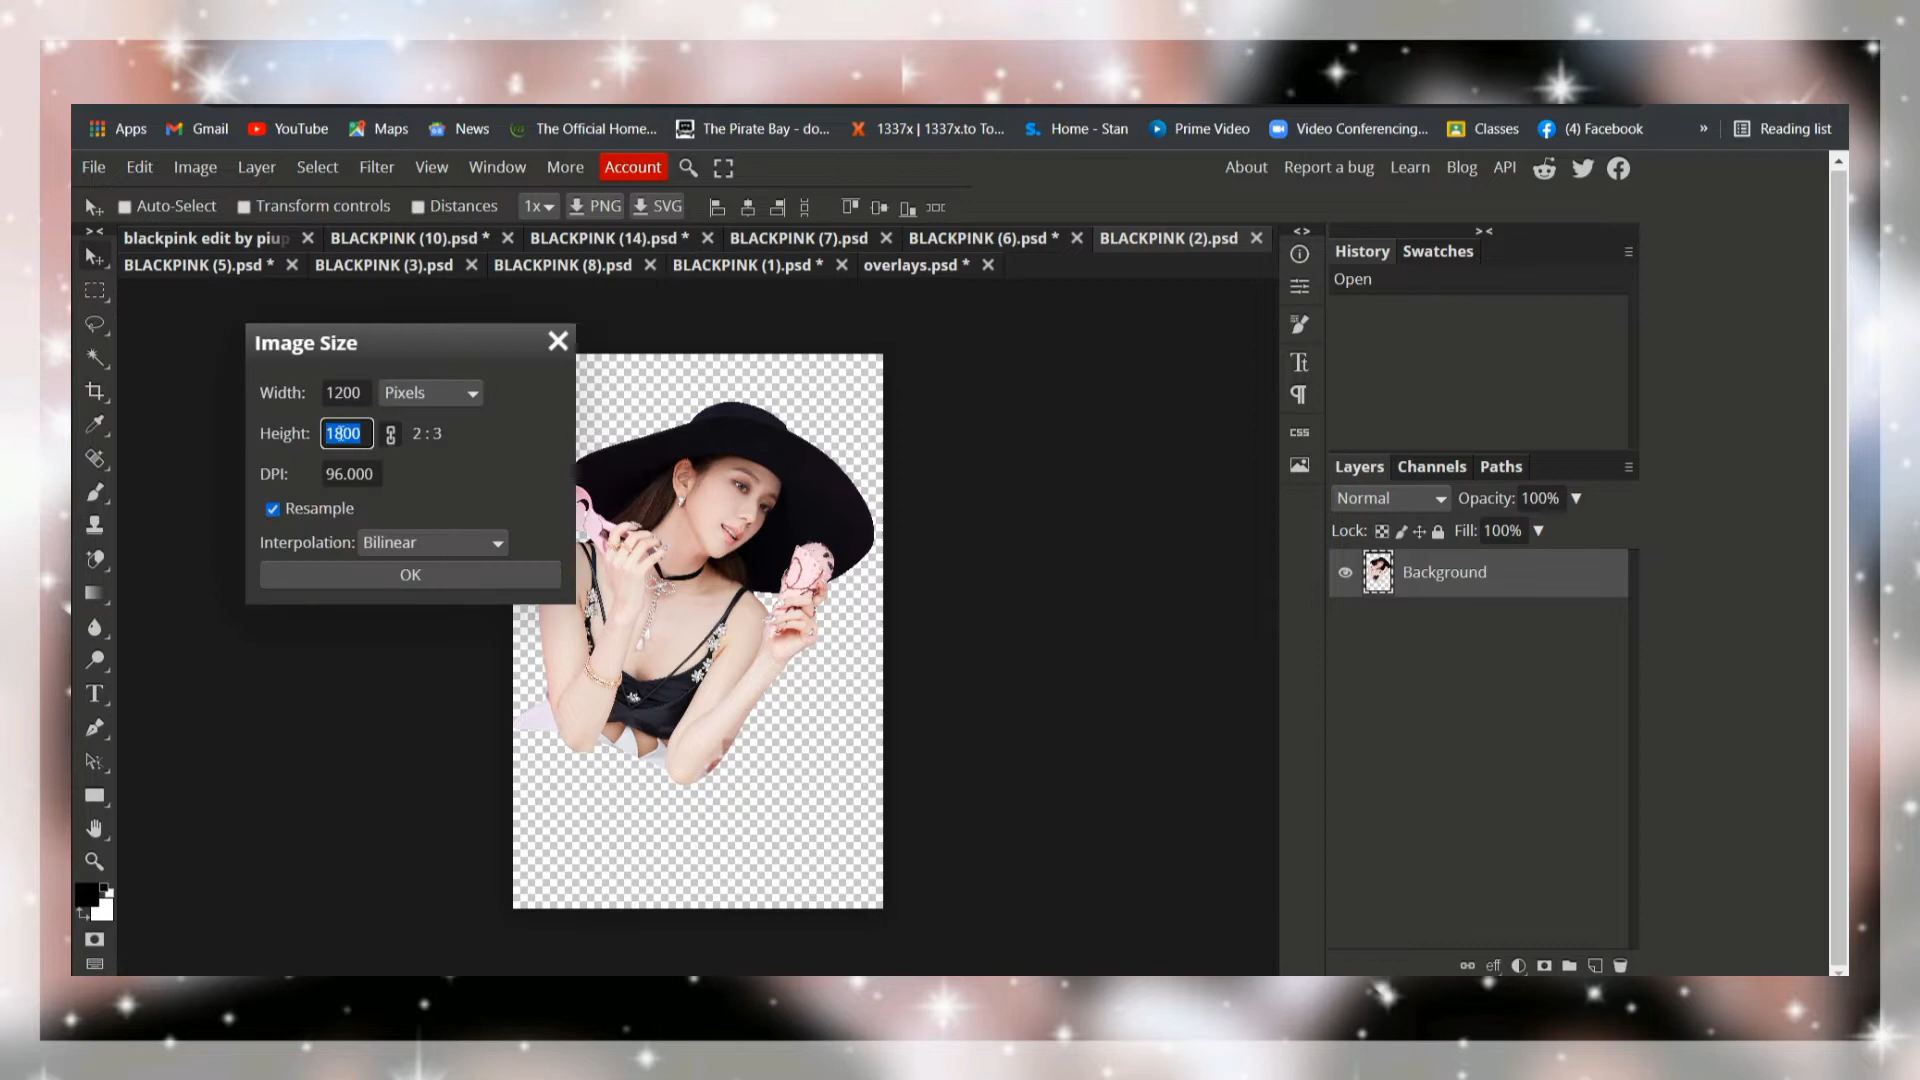 Apps Gmail YouTube Maps News The Official Home... The Pirate Bay - do... 1337x | 1337x.to To... Home - Stan Prime Video Video Conferencing... Classes (4) Facebook » Reading list
File Edit Image Layer Select Filter View Window More Account About Report a bug Learn Blog API
Auto-Select Transform controls Distances 1x PNG SVG
blackpink edit by piup BLACKPINK (10).psd * BLACKPINK (14).psd * BLACKPINK (7).psd BLACKPINK (6).psd * BLACKPINK (2).psd
BLACKPINK (5).psd * BLACKPINK (3).psd BLACKPINK (8).psd BLACKPINK (1).psd * overlays.psd *
History Swatches
Open
Image Size
Width: 1200 Pixels
Height: 1800 2 : 3
DPI: 96.000
Resample
Interpolation: Bilinear
OK
CSS
Layers Channels Paths
Normal Opacity: 100%
Lock: Fill: 100%
Background
eff